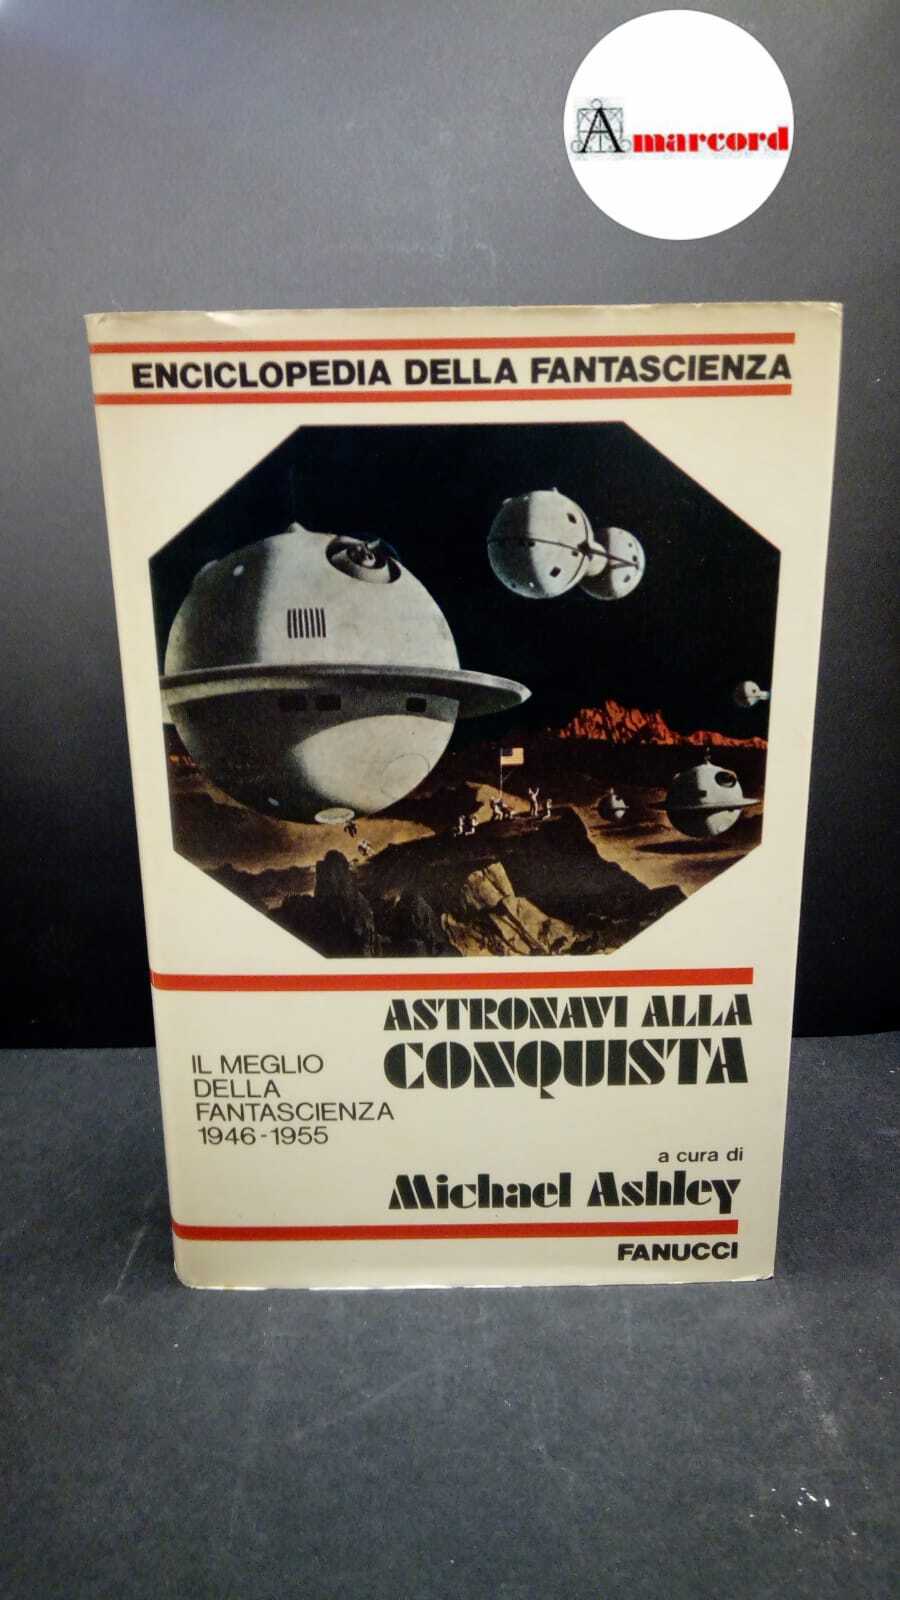 Amarcord
ENCICLOPEDIA DELLA FANTASCIENZA
ASTRONAVI ALLA
CONQUISTA
IL MEGLIO
DELLA
FANTASCIENZA
1946-1955
a cura di
Michael Ashley
FANUCCI